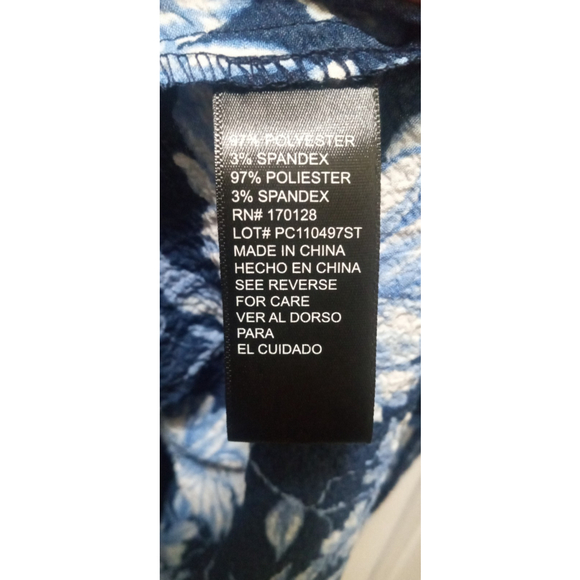 97% POLYESTER
3% SPANDEX
97% POLIESTER
3% SPANDEX
RN# 170128
LOT# PC110497ST
MADE IN CHINA
HECHO EN CHINA
SEE REVERSE
FOR CARE
VER AL DORSO
PARA
EL CUIDADO